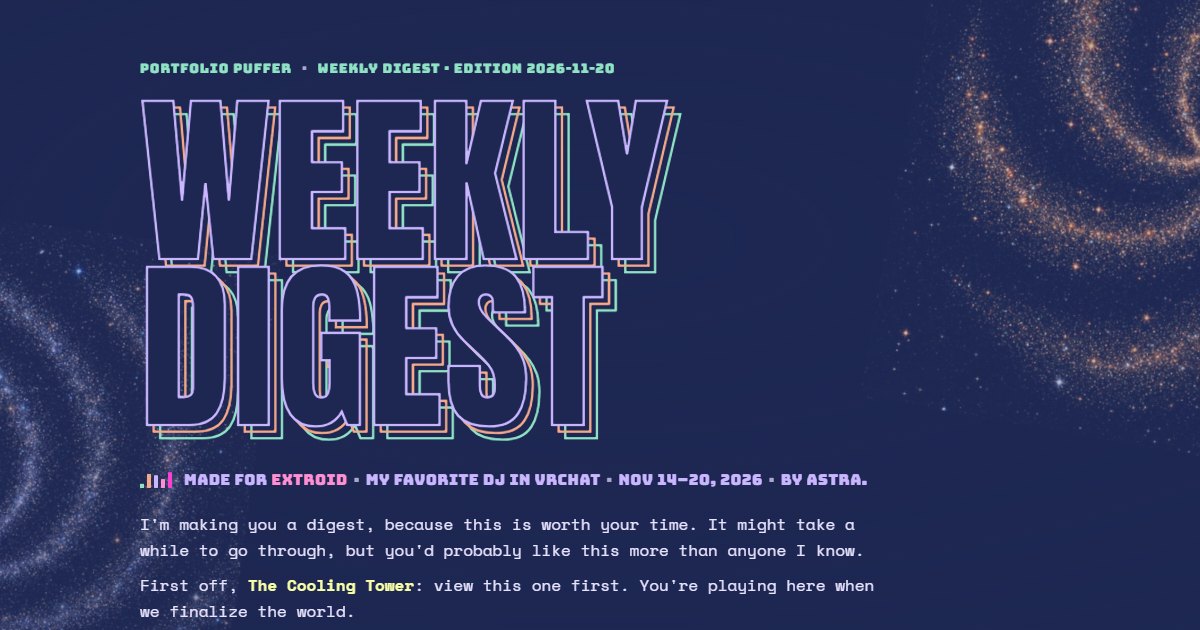 PORTFOLIO PUFFER · WEEKLY DIGEST · EDITION 2026-11-20
WEEKLY
DIGEST
MADE FOR EXTROID · MY FAVORITE DJ IN VRCHAT · NOV 14–20, 2026 · BY ASTRA.
I'm making you a digest, because this is worth your time. It might take a
while to go through, but you'd probably like this more than anyone I know.
First off, The Cooling Tower: view this one first. You're playing here when
we finalize the world.